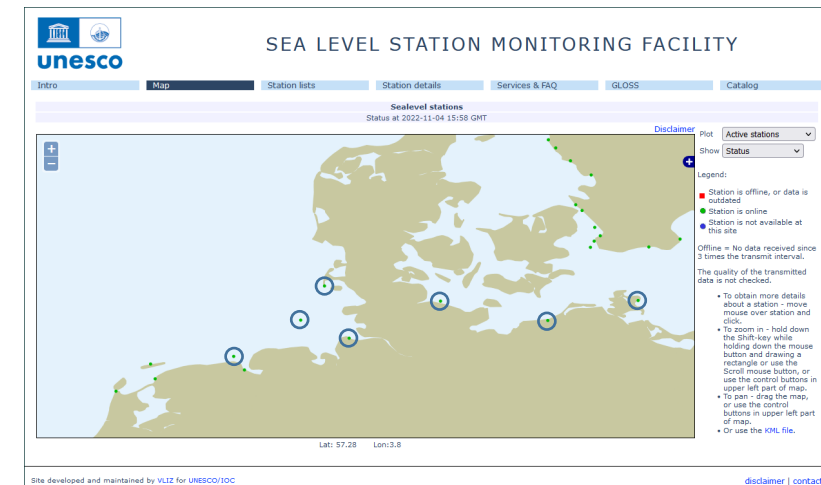 unesco
SEA LEVEL STATION MONITORING FACILITY
Intro
Map
Station lists
Station details
Services & FAQ
GLOSS
Catalog
Sealevel stations
Status at 2022-11-04 15:58 GMT
Disclaimer
+
−
+
Plot Active stations
Show Status
Legend:
Station is offline, or data is
outdated
Station is online
Station is not available at
this site
Offline = No data received since
3 times the transmit interval.
The quality of the transmitted
data is not checked.
• To obtain more details
about a station - move
mouse over station and
click.
• To zoom in - hold down
the Shift-key while
holding down the mouse
button and drawing a
rectangle or use the
Scroll mouse button, or
use the control buttons in
upper left part of map.
• To pan - drag the map,
or use the control
buttons in upper left part
of map.
• Or use the KML file.
Lat: 57.28 Lon:3.8
Site developed and maintained by VLIZ for UNESCO/IOC
disclaimer | contact